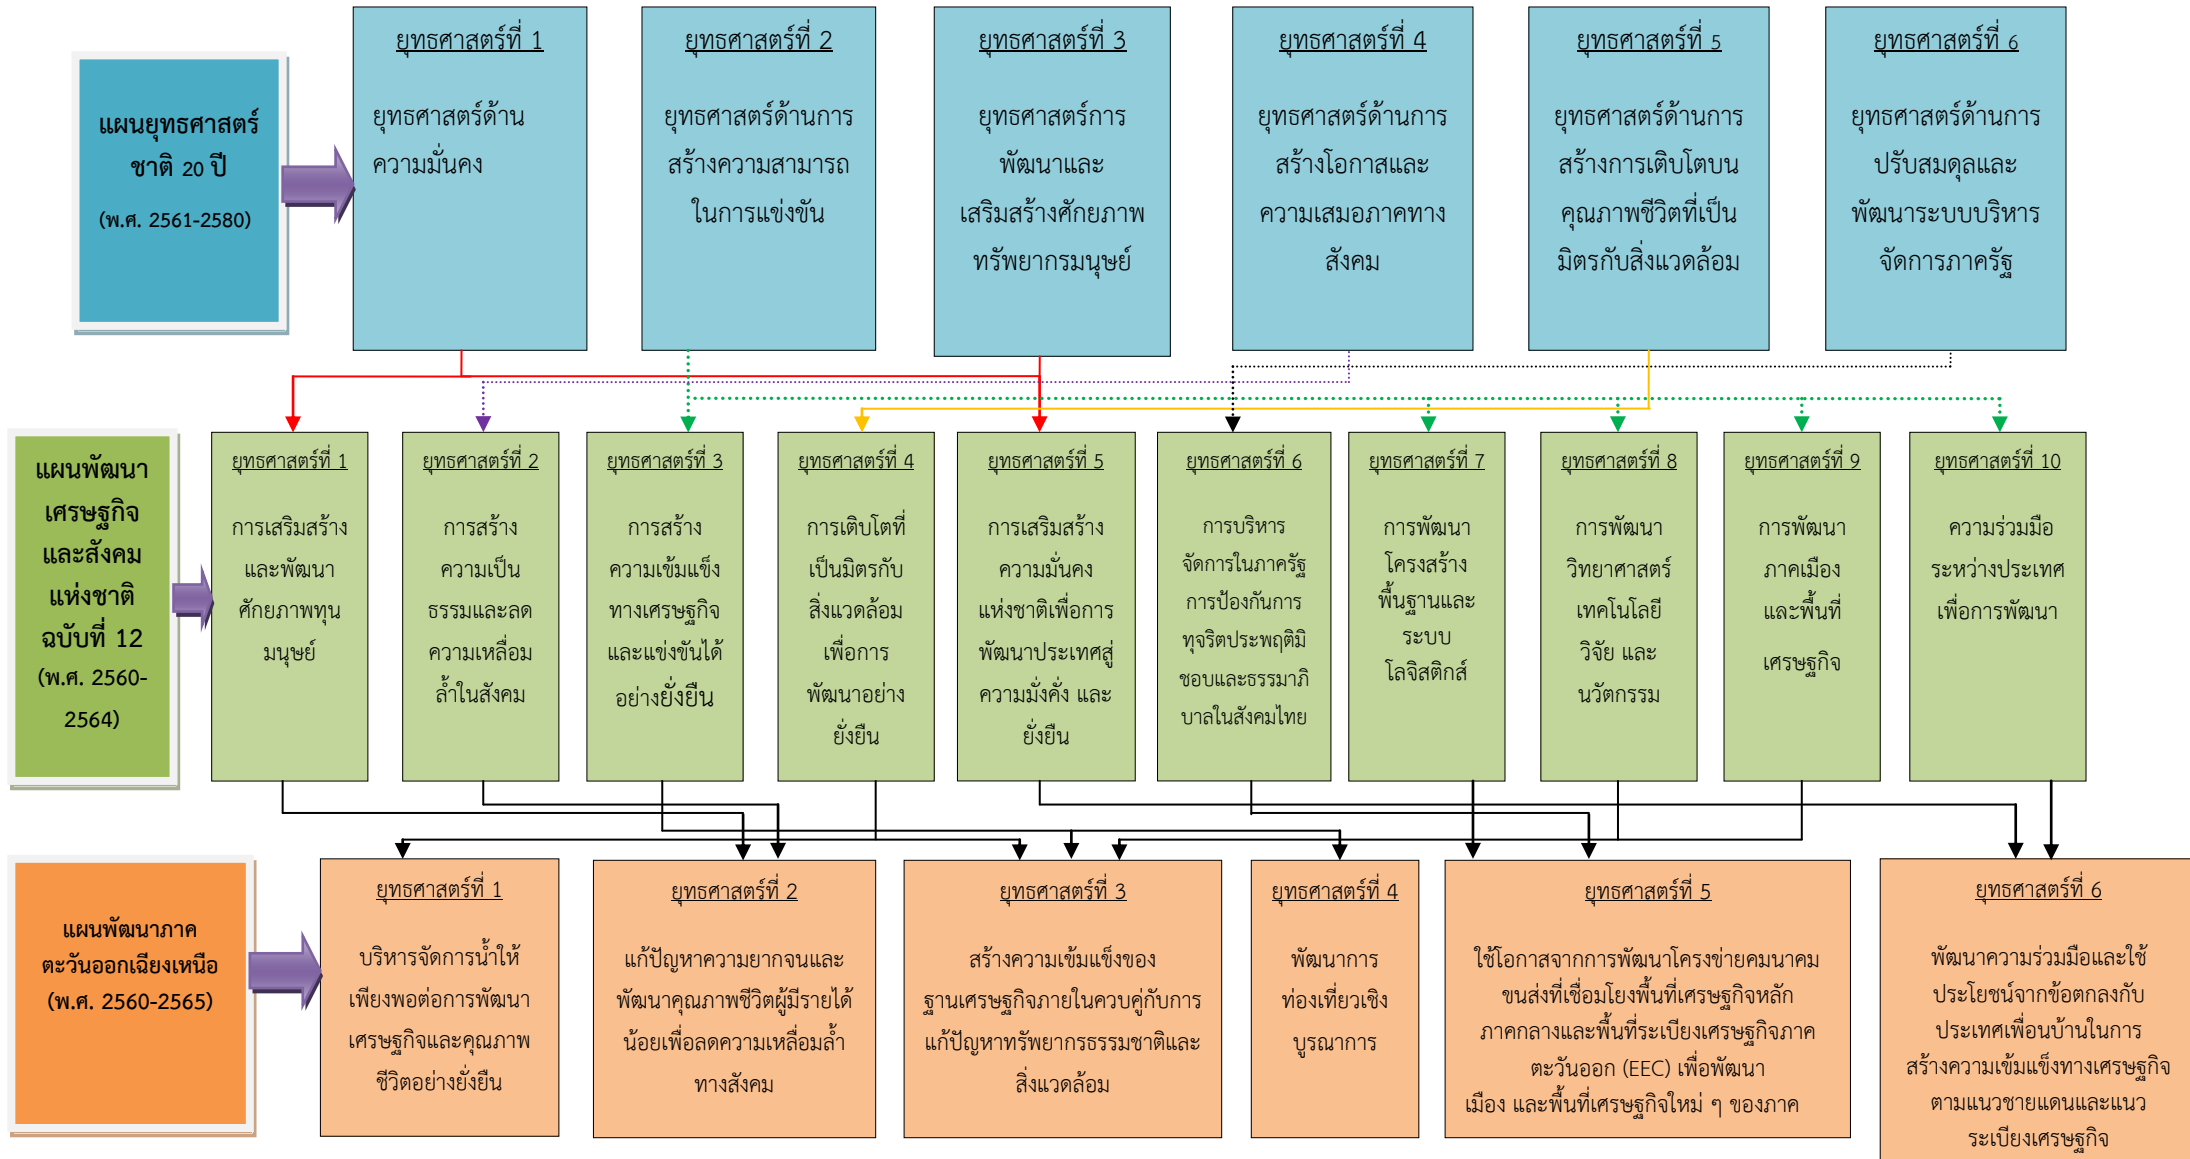 แผนยุทธศาสตร์
ชาติ 20 ปี
(พ.ศ. 2561-2580)
ยุทธศาสตร์ที่ 1
ยุทธศาสตร์ด้าน
ความมั่นคง
ยุทธศาสตร์ที่ 2
ยุทธศาสตร์ด้านการ
สร้างความสามารถ
ในการแข่งขัน
ยุทธศาสตร์ที่ 3
ยุทธศาสตร์การ
พัฒนาและ
เสริมสร้างศักยภาพ
ทรัพยากรมนุษย์
ยุทธศาสตร์ที่ 4
ยุทธศาสตร์ด้านการ
สร้างโอกาสและ
ความเสมอภาคทาง
สังคม
ยุทธศาสตร์ที่ 5
ยุทธศาสตร์ด้านการ
สร้างการเติบโตบน
คุณภาพชีวิตที่เป็น
มิตรกับสิ่งแวดล้อม
ยุทธศาสตร์ที่ 6
ยุทธศาสตร์ด้านการ
ปรับสมดุลและ
พัฒนาระบบบริหาร
จัดการภาครัฐ
แผนพัฒนา
เศรษฐกิจ
และสังคม
แห่งชาติ
ฉบับที่ 12
(พ.ศ. 2560-
2564)
ยุทธศาสตร์ที่ 1
การเสริมสร้าง
และพัฒนา
ศักยภาพทุน
มนุษย์
ยุทธศาสตร์ที่ 2
การสร้าง
ความเป็น
ธรรมและลด
ความเหลื่อม
ล้ำในสังคม
ยุทธศาสตร์ที่ 3
การสร้าง
ความเข้มแข็ง
ทางเศรษฐกิจ
และแข่งขันได้
อย่างยั่งยืน
ยุทธศาสตร์ที่ 4
การเติบโตที่
เป็นมิตรกับ
สิ่งแวดล้อม
เพื่อการ
พัฒนาอย่าง
ยั่งยืน
ยุทธศาสตร์ที่ 5
การเสริมสร้าง
ความมั่นคง
แห่งชาติเพื่อการ
พัฒนาประเทศสู่
ความมั่งคั่ง และ
ยั่งยืน
ยุทธศาสตร์ที่ 6
การบริหาร
จัดการในภาครัฐ
การป้องกันการ
ทุจริตประพฤติมิ
ชอบและธรรมาภิ
บาลในสังคมไทย
ยุทธศาสตร์ที่ 7
การพัฒนา
โครงสร้าง
พื้นฐานและ
ระบบ
โลจิสติกส์
ยุทธศาสตร์ที่ 8
การพัฒนา
วิทยาศาสตร์
เทคโนโลยี
วิจัย และ
นวัตกรรม
ยุทธศาสตร์ที่ 9
การพัฒนา
ภาคเมือง
และพื้นที่
เศรษฐกิจ
ยุทธศาสตร์ที่ 10
ความร่วมมือ
ระหว่างประเทศ
เพื่อการพัฒนา
แผนพัฒนาภาค
ตะวันออกเฉียงเหนือ
(พ.ศ. 2560-2565)
ยุทธศาสตร์ที่ 1
บริหารจัดการน้ำให้
เพียงพอต่อการพัฒนา
เศรษฐกิจและคุณภาพ
ชีวิตอย่างยั่งยืน
ยุทธศาสตร์ที่ 2
แก้ปัญหาความยากจนและ
พัฒนาคุณภาพชีวิตผู้มีรายได้
น้อยเพื่อลดความเหลื่อมล้ำ
ทางสังคม
ยุทธศาสตร์ที่ 3
สร้างความเข้มแข็งของ
ฐานเศรษฐกิจภายในควบคู่กับการ
แก้ปัญหาทรัพยากรธรรมชาติและ
สิ่งแวดล้อม
ยุทธศาสตร์ที่ 4
พัฒนาการ
ท่องเที่ยวเชิง
บูรณาการ
ยุทธศาสตร์ที่ 5
ใช้โอกาสจากการพัฒนาโครงข่ายคมนาคม
ขนส่งที่เชื่อมโยงพื้นที่เศรษฐกิจหลัก
ภาคกลางและพื้นที่ระเบียงเศรษฐกิจภาค
ตะวันออก (EEC) เพื่อพัฒนา
เมือง และพื้นที่เศรษฐกิจใหม่ ๆ ของภาค
ยุทธศาสตร์ที่ 6
พัฒนาความร่วมมือและใช้
ประโยชน์จากข้อตกลงกับ
ประเทศเพื่อนบ้านในการ
สร้างความเข้มแข็งทางเศรษฐกิจ
ตามแนวชายแดนและแนว
ระเบียงเศรษฐกิจ